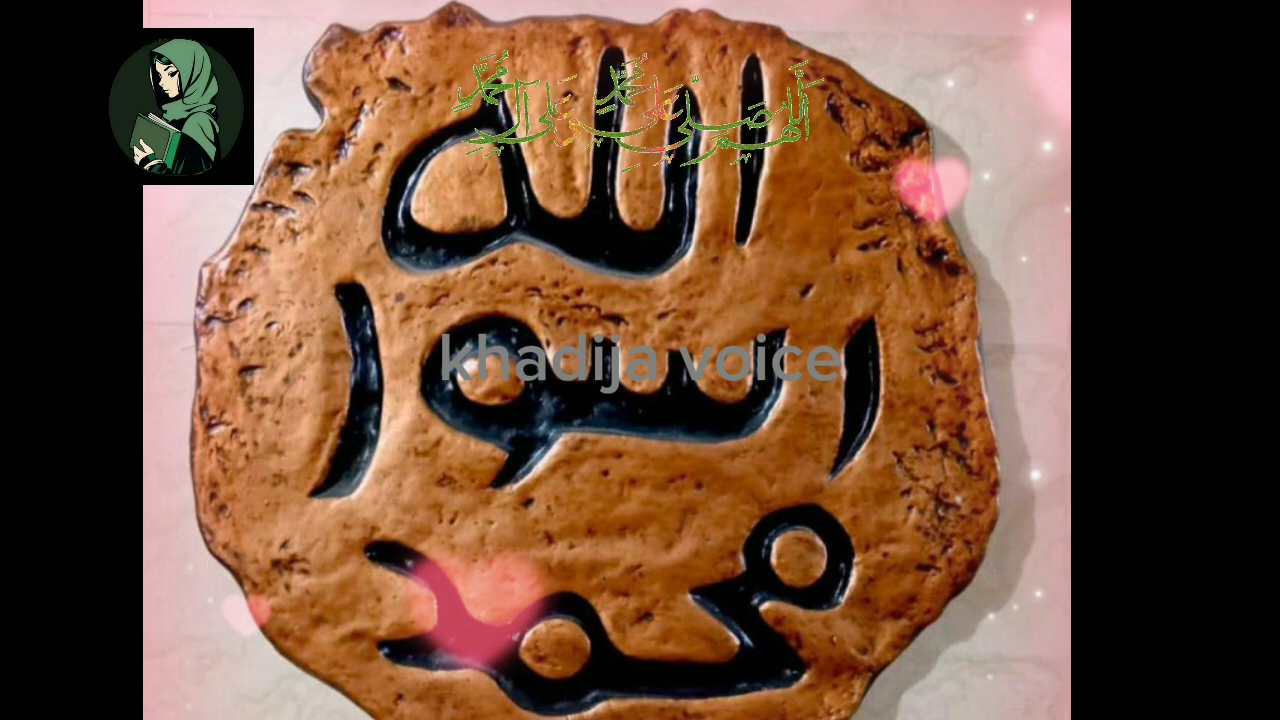 اللهم صل على محمد وعلى آل محمد
الله
رسول
محمد
khadija voice